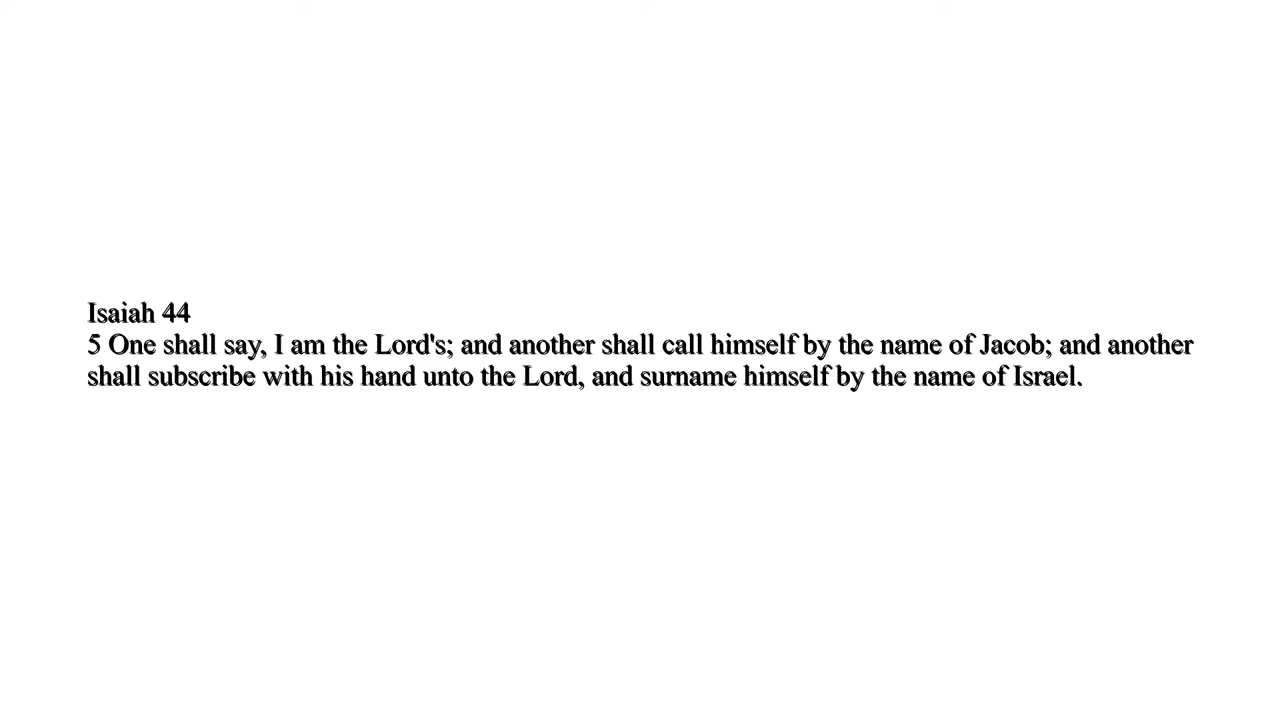 Isaiah 44
5 One shall say, I am the Lord's; and another shall call himself by the name of Jacob; and another
shall subscribe with his hand unto the Lord, and surname himself by the name of Israel.